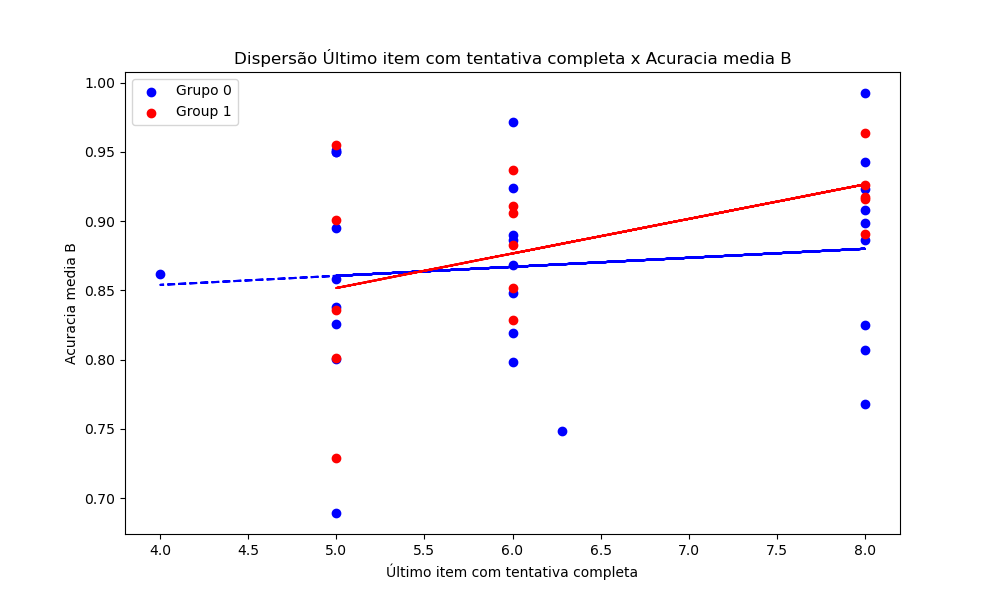 Dispersão Último item com tentativa completa x Acuracia media B
Grupo 0
Group 1
Acuracia media B
1.00
0.95
0.90
0.85
0.80
0.75
0.70
4.0 4.5 5.0 5.5 6.0 6.5 7.0 7.5 8.0
Último item com tentativa completa